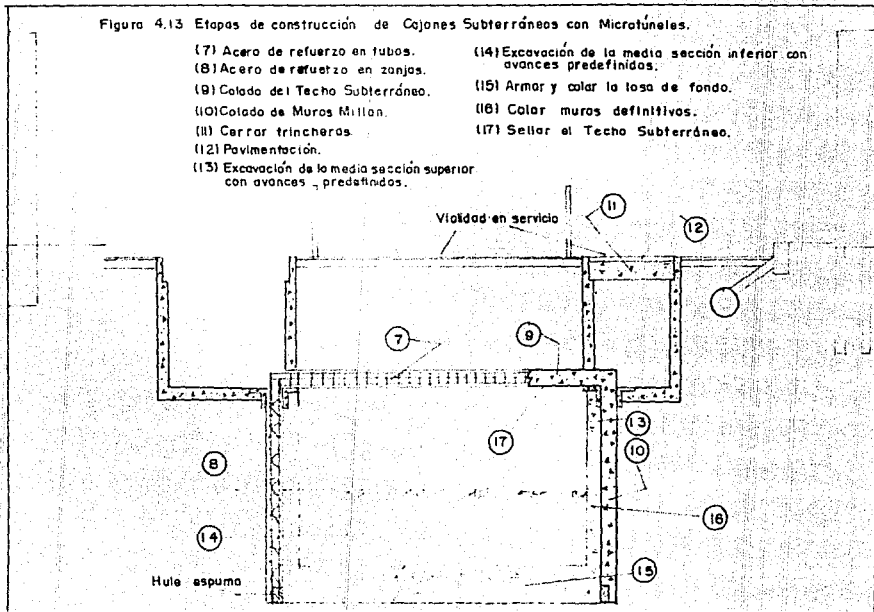 Figura 4.13 Etapas de construcción de Cajones Subterráneos con Microtúneles.
(7) Acero de refuerzo en tubos.
(8) Acero de refuerzo en zanjas.
(9) Colado del Techo Subterráneo.
(10) Colado de Muros Millan.
(11) Cerrar trincheras.
(12) Pavimentación.
(13) Excavación de la media sección superior
con avances predefinidos.
(14) Excavación de la media sección inferior con
avances predefinidos.
(15) Armar y colar la losa de fondo.
(16) Colar muros definitivos.
(17) Sellar el Techo Subterráneo.
Vialidad en servicio
11
12
7
9
17
13
10
8
16
14
15
Hule espuma